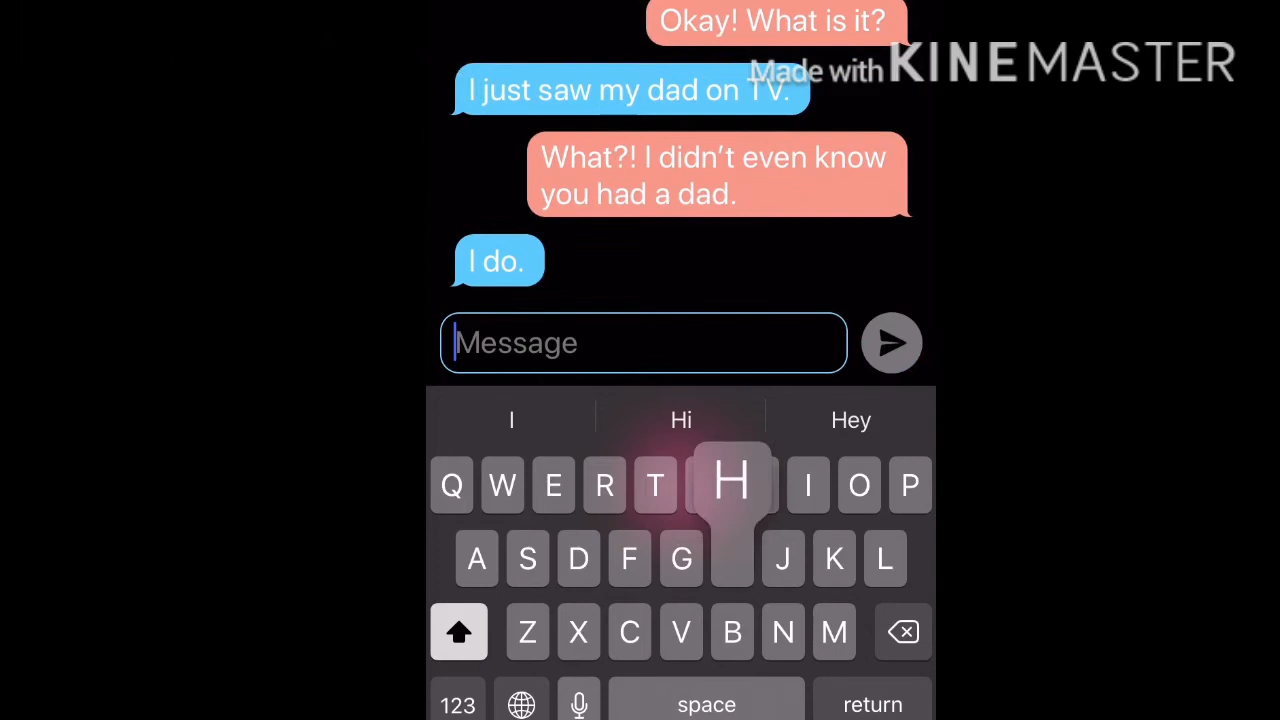 Okay! What is it?
Made with KINEMASTER
I just saw my dad on TV.
What?! I didn’t even know
you had a dad.
I do.
Message
I Hi Hey
Q W E R T H I O P
A S D F G J K L
Z X C V B N M
123 space return